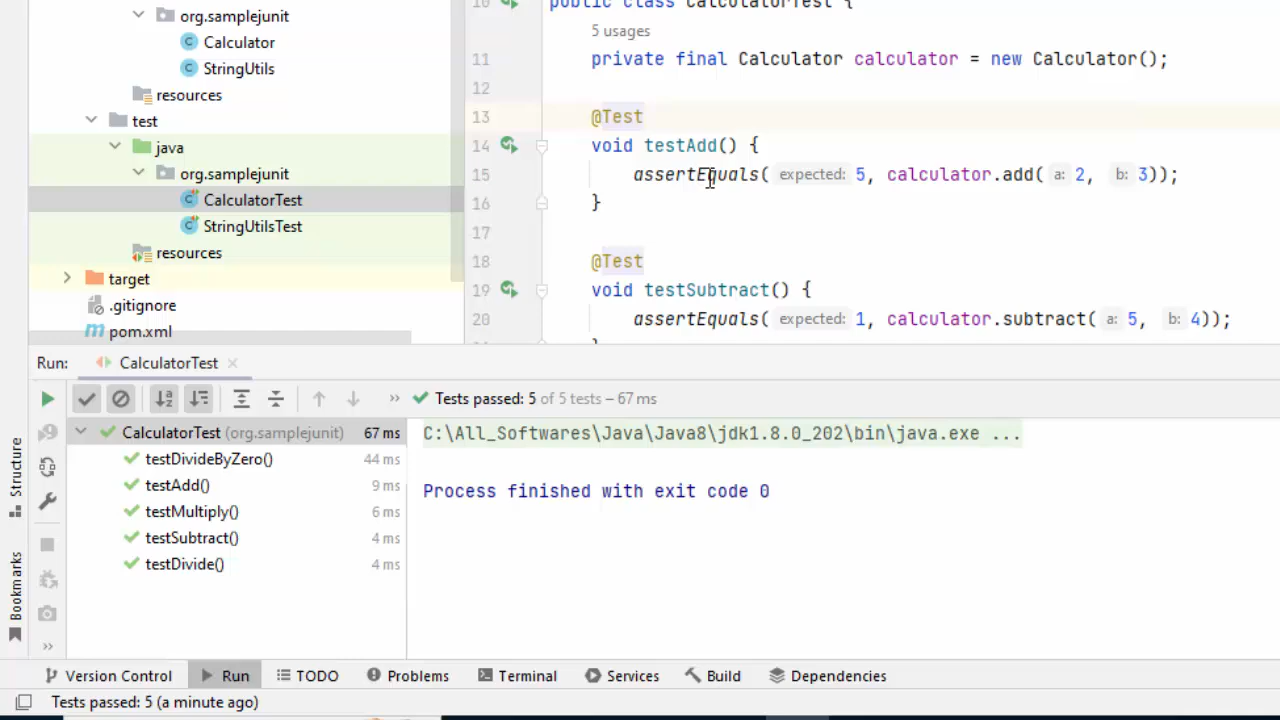 org.samplejunit
Calculator
StringUtils
resources
test
java
org.samplejunit
CalculatorTest
StringUtilsTest
resources
target
.gitignore
pom.xml
10 public class CalculatorTest {
5 usages
11 private final Calculator calculator = new Calculator();
12
13 @Test
14 void testAdd() {
15 assertEquals( expected: 5, calculator.add( a: 2, b: 3));
16 }
17
18 @Test
19 void testSubtract() {
20 assertEquals( expected: 1, calculator.subtract( a: 5, b: 4));
}
Run: CalculatorTest
Tests passed: 5 of 5 tests – 67 ms
CalculatorTest (org.samplejunit) 67 ms
testDivideByZero() 44 ms
testAdd() 9 ms
testMultiply() 6 ms
testSubtract() 4 ms
testDivide() 4 ms
C:\All_Softwares\Java\Java8\jdk1.8.0_202\bin\java.exe ...
Process finished with exit code 0
Structure
Bookmarks
Version Control Run TODO Problems Terminal Services Build Dependencies
Tests passed: 5 (a minute ago)